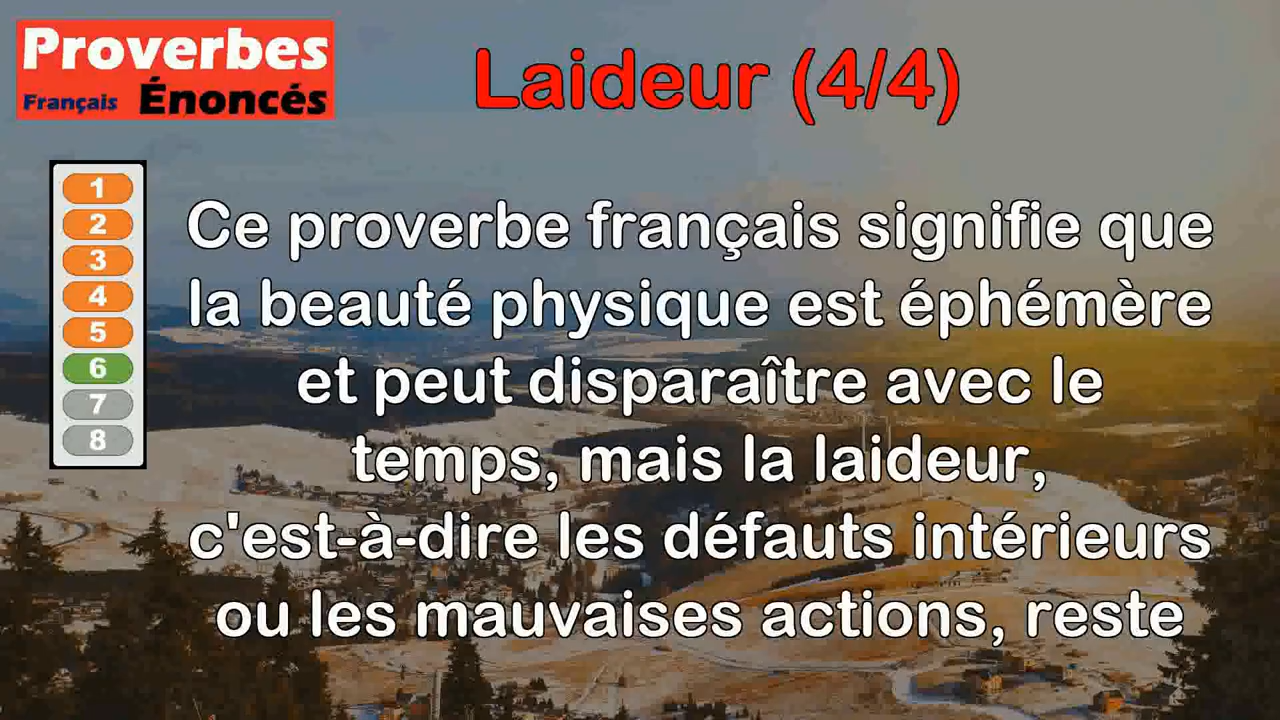 Proverbes
Français Énoncés
Laideur (4/4)
1
2
3
4
5
6
7
8
Ce proverbe français signifie que
la beauté physique est éphémère
et peut disparaître avec le
temps, mais la laideur,
c'est-à-dire les défauts intérieurs
ou les mauvaises actions, reste